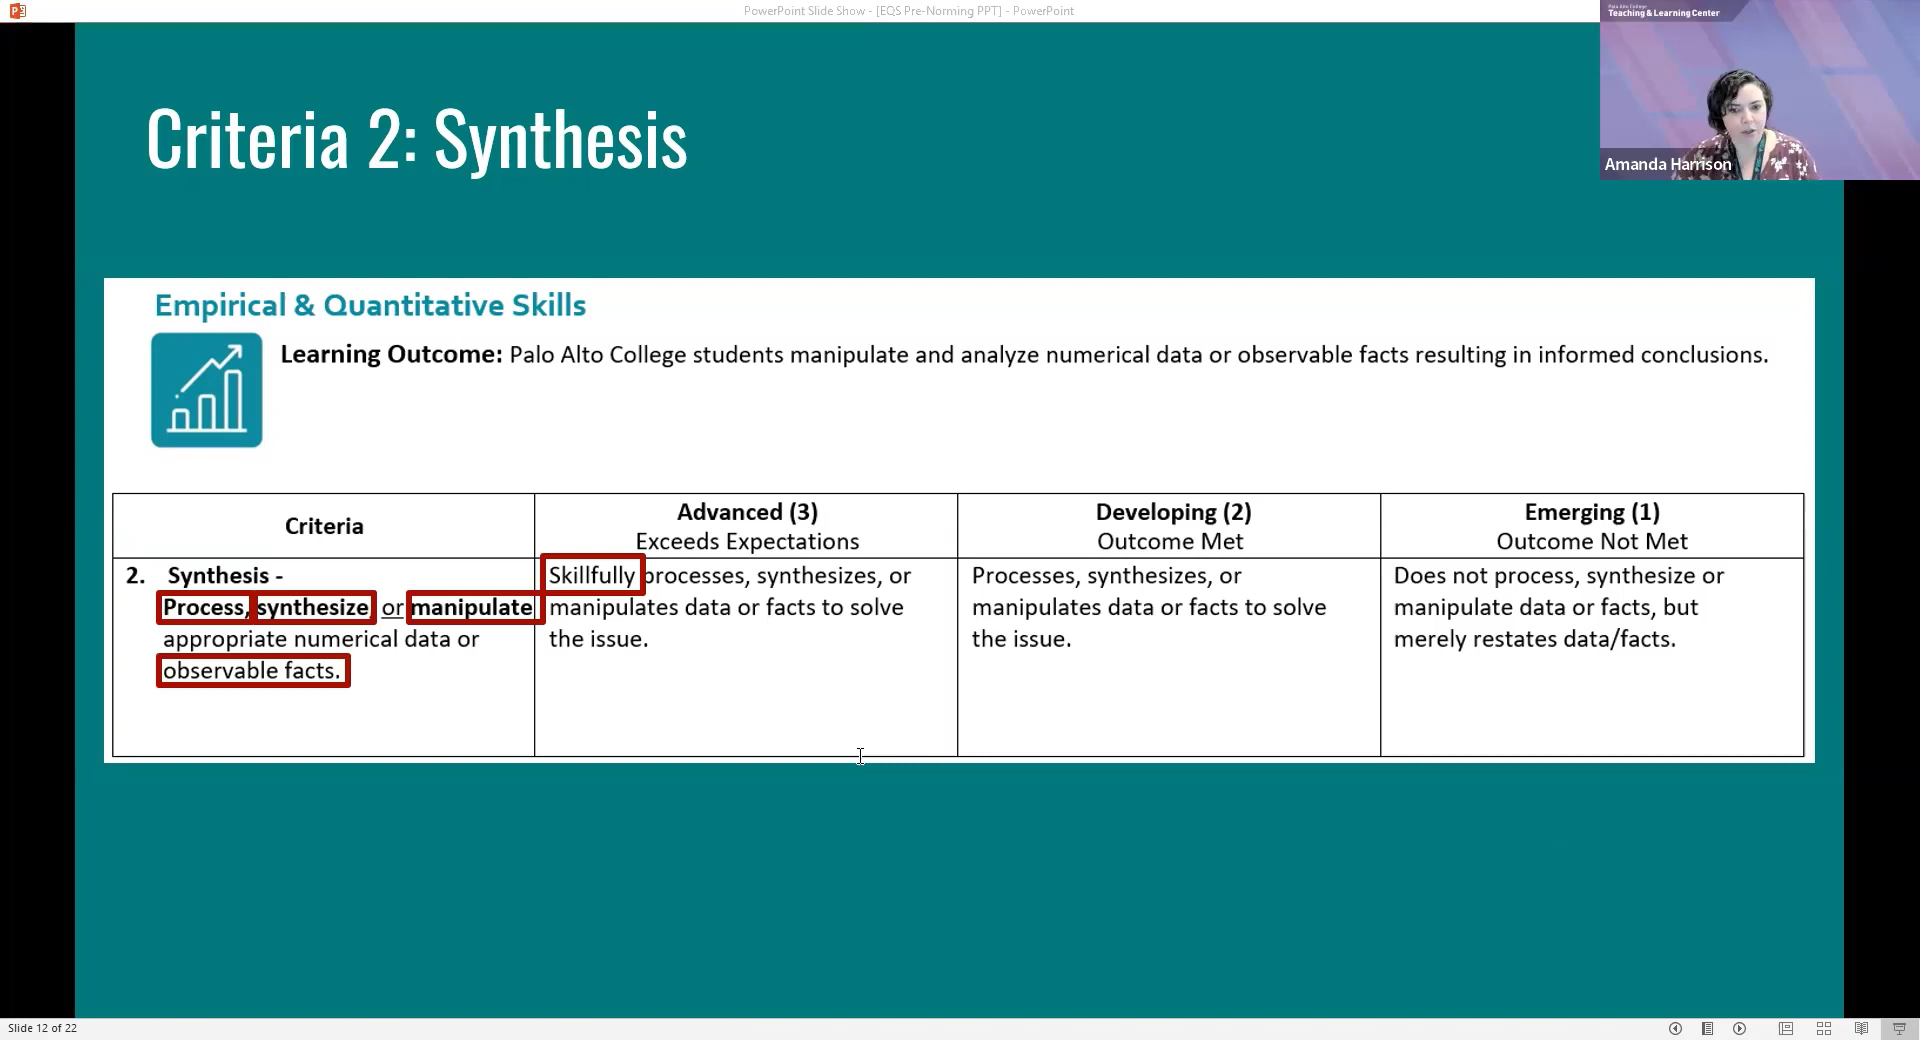 PowerPoint Slide Show - [EQS Pre-Norming PPT] - PowerPoint
Palo Alto College
Teaching & Learning Center
Amanda Harrison
Criteria 2: Synthesis
Empirical & Quantitative Skills
Learning Outcome: Palo Alto College students manipulate and analyze numerical data or observable facts resulting in informed conclusions.
Criteria
Advanced (3)
Exceeds Expectations
Developing (2)
Outcome Met
Emerging (1)
Outcome Not Met
2. Synthesis -
Process, synthesize, or manipulate
appropriate numerical data or
observable facts.
Skillfully processes, synthesizes, or
manipulates data or facts to solve
the issue.
Processes, synthesizes, or
manipulates data or facts to solve
the issue.
Does not process, synthesize or
manipulate data or facts, but
merely restates data/facts.
Slide 12 of 22